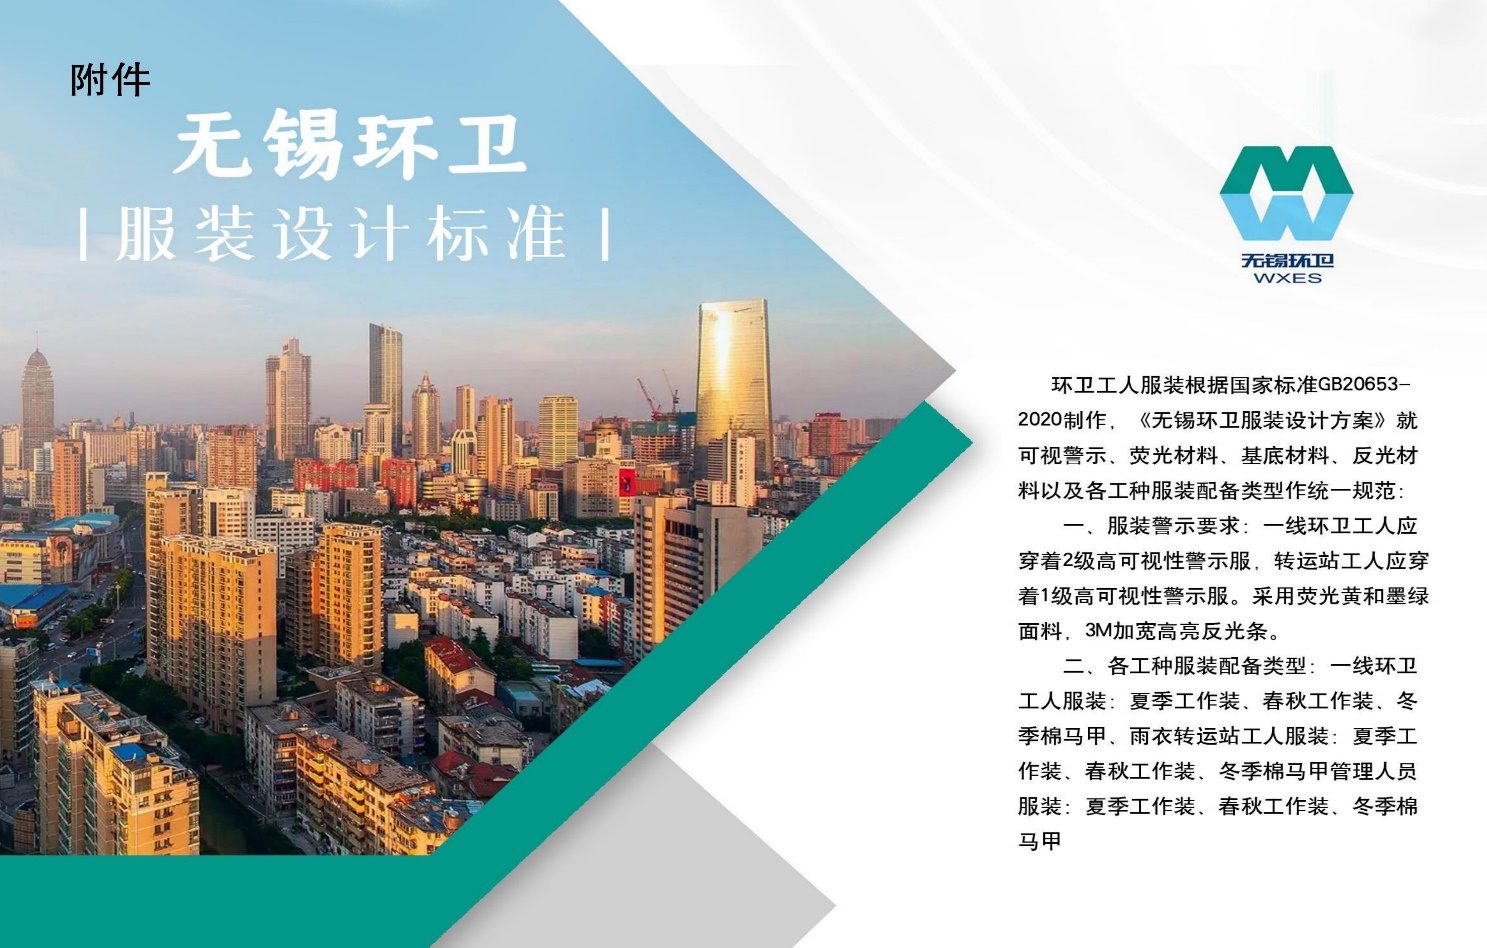 附件
无锡环卫
服装设计标准
无锡环卫
WXES
环卫工人服装根据国家标准GB20653-
2020制作，《无锡环卫服装设计方案》就
可视警示、荧光材料、基底材料、反光材
料以及各工种服装配备类型作统一规范：
一、服装警示要求：一线环卫工人应
穿着2级高可视性警示服，转运站工人应穿
着1级高可视性警示服。采用荧光黄和墨绿
面料，3M加宽高亮反光条。
二、各工种服装配备类型：一线环卫
工人服装：夏季工作装、春秋工作装、冬
季棉马甲、雨衣转运站工人服装：夏季工
作装、春秋工作装、冬季棉马甲管理人员
服装：夏季工作装、春秋工作装、冬季棉
马甲